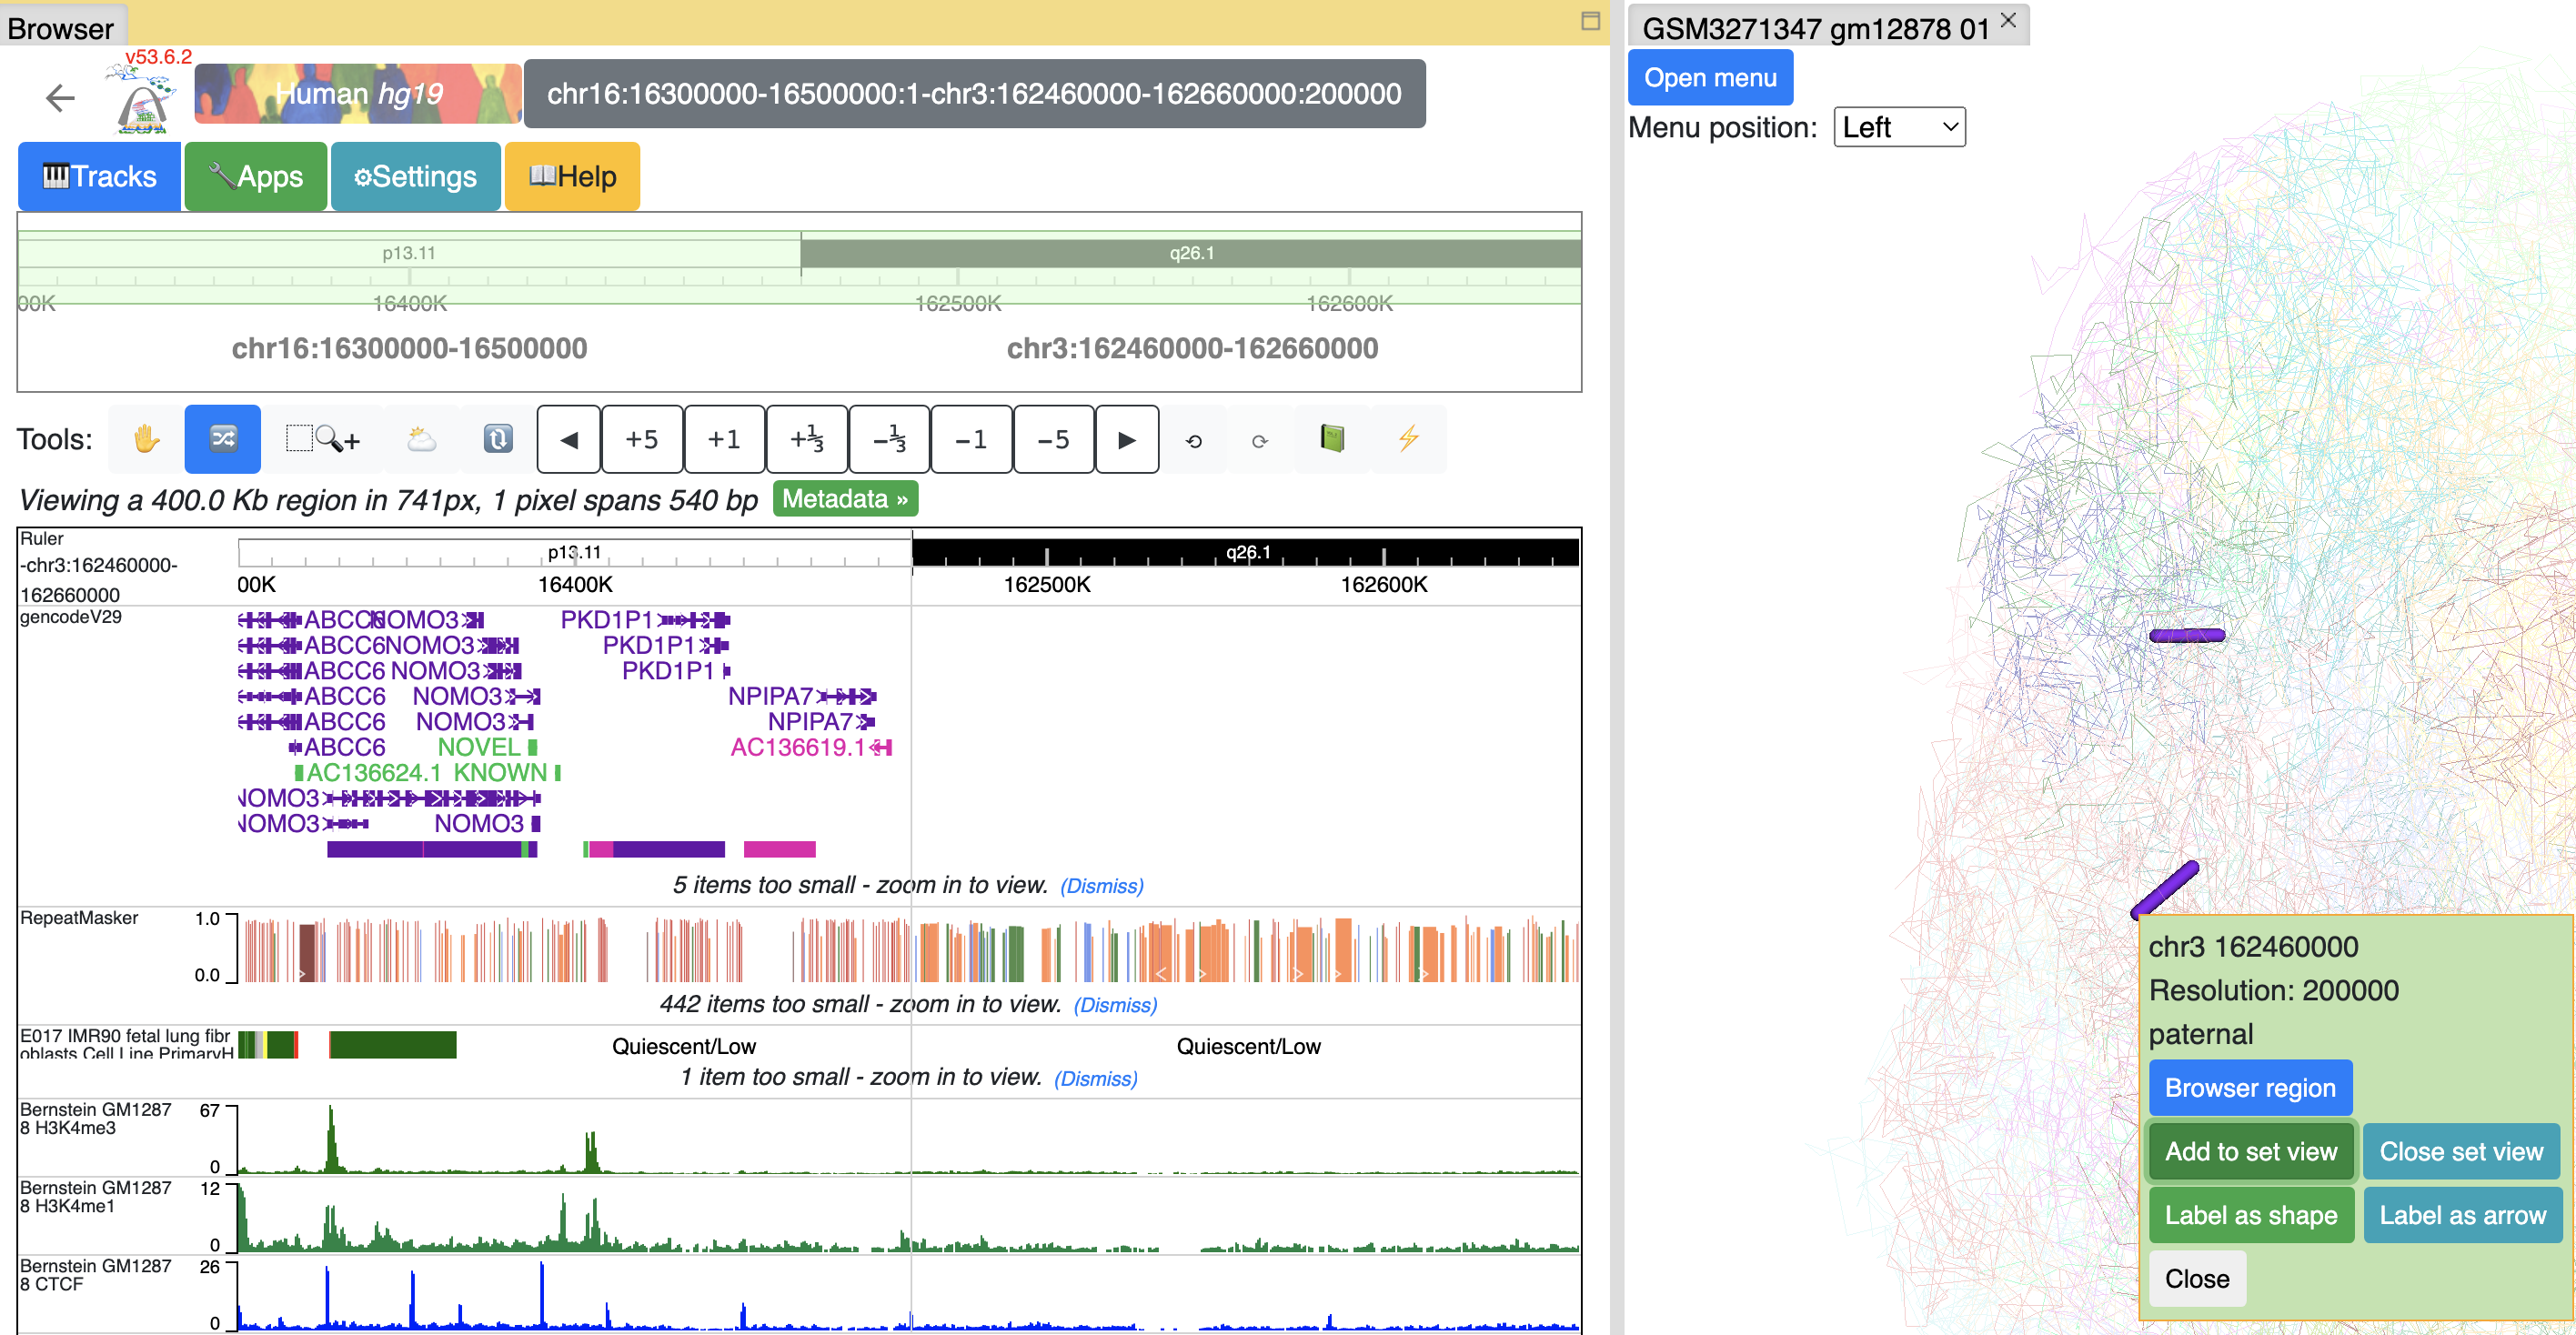 Browser
v53.6.2
Human hg19
chr16:16300000-16500000:1-chr3:162460000-162660000:200000
Tracks
Apps
Settings
Help
p13.11
q26.1
00K
16400K
162500K
162600K
chr16:16300000-16500000
chr3:162460000-162660000
Tools:
+5
+1
+⅓
-⅓
-1
-5
Viewing a 400.0 Kb region in 741px, 1 pixel spans 540 bp
Metadata »
Ruler
-chr3:162460000-
162660000
p13.11
q26.1
00K
16400K
162500K
162600K
gencodeV29
ABCC6 NOMO3 PKD1P1
ABCC6 NOMO3 PKD1P1
ABCC6 NOMO3 PKD1P1
ABCC6 NOMO3 NPIPA7
ABCC6 NOMO3 NPIPA7
ABCC6 NOVEL AC136619.1
AC136624.1 KNOWN
NOMO3
NOMO3 NOMO3
5 items too small - zoom in to view. (Dismiss)
RepeatMasker
1.0
0.0
442 items too small - zoom in to view. (Dismiss)
E017 IMR90 fetal lung fibr
oblasts Cell Line PrimaryH
Quiescent/Low
Quiescent/Low
1 item too small - zoom in to view. (Dismiss)
Bernstein GM1287
8 H3K4me3
67
0
Bernstein GM1287
8 H3K4me1
12
0
Bernstein GM1287
8 CTCF
26
0
GSM3271347 gm12878 01
Open menu
Menu position:
Left
chr3 162460000
Resolution: 200000
paternal
Browser region
Add to set view
Close set view
Label as shape
Label as arrow
Close